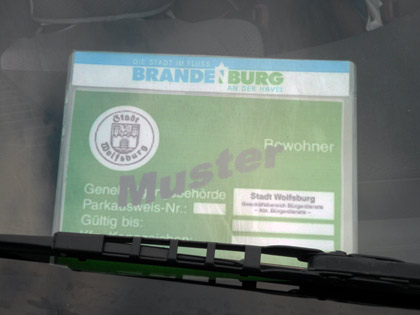 DIE STADT IM FLUSS
BRANDENBURG
AN DER HAVEL
Stadt
Wolfsburg
Bewohner
Muster
Parkausweis-Nr.:
Stadt Wolfsburg
Gültig bis: